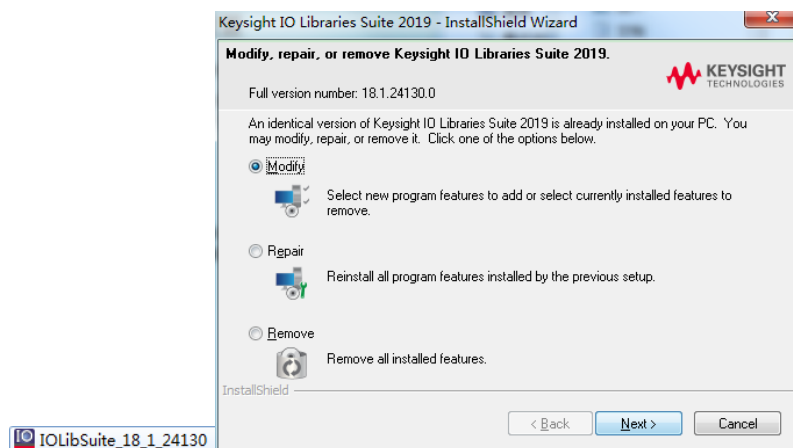 Keysight IO Libraries Suite 2019 - InstallShield Wizard
Modify, repair, or remove Keysight IO Libraries Suite 2019.
KEYSIGHT
TECHNOLOGIES
Full version number: 18.1.24130.0
An identical version of Keysight IO Libraries Suite 2019 is already installed on your PC. You
may modify, repair, or remove it. Click one of the options below.
Modify
Select new program features to add or select currently installed features to
remove.
Repair
Reinstall all program features installed by the previous setup.
Remove
Remove all installed features.
InstallShield
< Back
Next >
Cancel
IO
IOLibSuite_18_1_24130